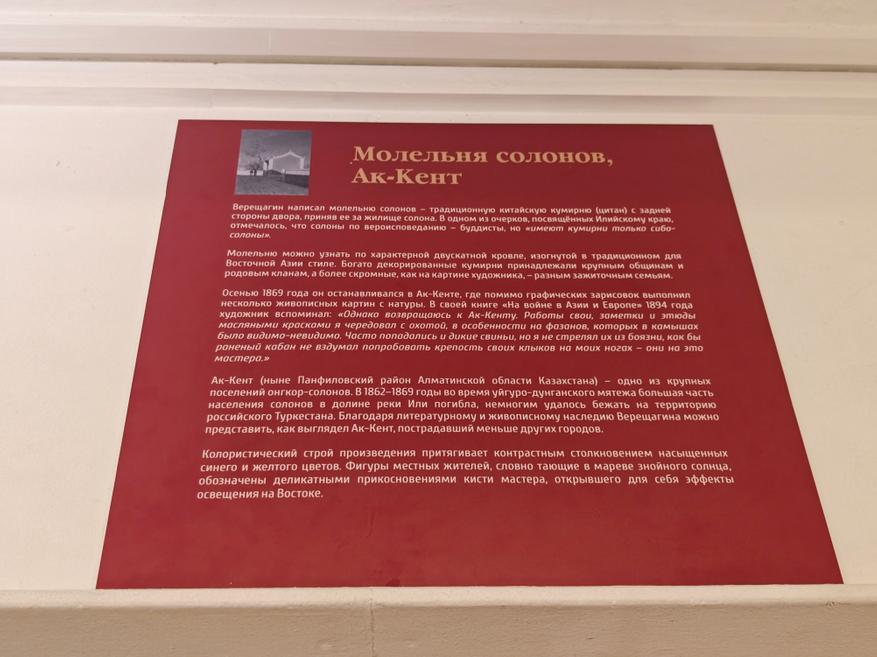 Молельня солонов,
Ак-Кент
Верещагин написал молельню солонов – традиционную китайскую кумирню (цитан) с задней
стороны двора, приняв ее за жилище солона. В одном из очерков, посвящённых Илийскому краю,
отмечалось, что солоны по вероисповеданию – буддисты, но «имеют кумирни только сибо-
солоны».
Молельню можно узнать по характерной двускатной кровле, изогнутой в традиционном для
Восточной Азии стиле. Богато декорированные кумирни принадлежали крупным общинам и
родовым кланам, а более скромные, как на картине художника, – разным зажиточным семьям.
Осенью 1869 года он останавливался в Ак-Кенте, где помимо графических зарисовок выполнил
несколько живописных картин с натуры. В своей книге «На войне в Азии и Европе» 1894 года
художник вспоминал: «Однако возвращаюсь к Ак-Кенту. Работы свои, заметки и этюды
масляными красками я чередовал с охотой, в особенности на фазанов, которых в камышах
было видимо-невидимо. Часто попадались и дикие свиньи, но я не стрелял их из боязни, как бы
раненый кабан не вздумал попробовать крепость своих клыков на моих ногах – они на это
мастера.»
Ак-Кент (ныне Панфиловский район Алматинской области Казахстана) – одно из крупных
поселений онгкор-солонов. В 1862–1869 годы во время уйгуро-дунганского мятежа большая часть
населения солонов в долине реки Или погибла, немногим удалось бежать на территорию
российского Туркестана. Благодаря литературному и живописному наследию Верещагина можно
представить, как выглядел Ак-Кент, пострадавший меньше других городов.
Колористический строй произведения притягивает контрастным столкновением насыщенных
синего и желтого цветов. Фигуры местных жителей, словно тающие в мареве знойного солнца,
обозначены деликатными прикосновениями кисти мастера, открывшего для себя эффекты
освещения на Востоке.